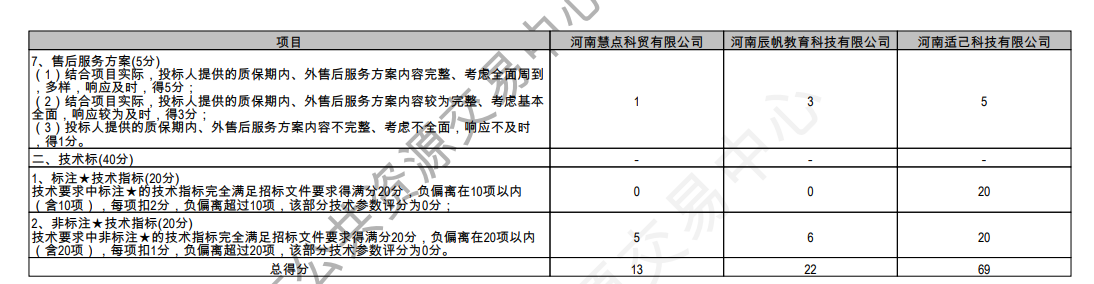 项目 河南慧点科贸有限公司 河南辰帆教育科技有限公司 河南适己科技有限公司
7、售后服务方案(5分)
（1）结合项目实际，投标人提供的质保期内、外售后服务方案内容完整、考虑全面周到
，多样，响应及时，得5分；
（2）结合项目实际，投标人提供的质保期内、外售后服务方案内容较为完整、考虑基本
全面，响应较为及时，得3分；
（3）投标人提供的质保期内、外售后服务方案内容不完整、考虑不全面，响应不及时
，得1分。
1 3 5
二、技术标(40分) - - -
1、标注★技术指标(20分)
技术要求中标注★的技术指标完全满足招标文件要求得满分20分，负偏离在10项以内
（含10项），每项扣2分，负偏离超过10项，该部分技术参数评分为0分；
0 0 20
2、非标注★技术指标(20分)
技术要求中非标注★的技术指标完全满足招标文件要求得满分20分，负偏离在20项以内
（含20项），每项扣1分，负偏离超过20项，该部分技术参数评分为0分。
5 6 20
总得分 13 22 69
公共资源交易中心
源交易中心